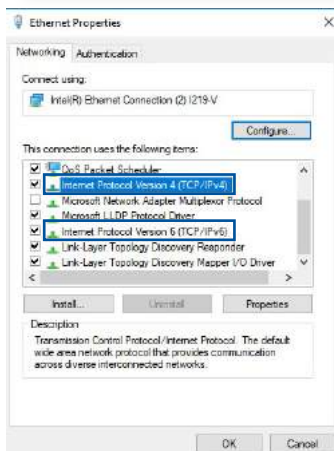 Ethernet Properties
Networking
Authentication
Connect using:
Intel(R) Ethernet Connection (2) I219-V
Configure...
This connection uses the following items:
QoS Packet Scheduler
Internet Protocol Version 4 (TCP/IPv4)
Microsoft Network Adapter Multiplexor Protocol
Microsoft LLDP Protocol Driver
Internet Protocol Version 6 (TCP/IPv6)
Link-Layer Topology Discovery Responder
Link-Layer Topology Discovery Mapper I/O Driver
Install...
Uninstall
Properties
Description
Transmission Control Protocol/Internet Protocol. The default
wide area network protocol that provides communication
across diverse interconnected networks.
OK
Cancel